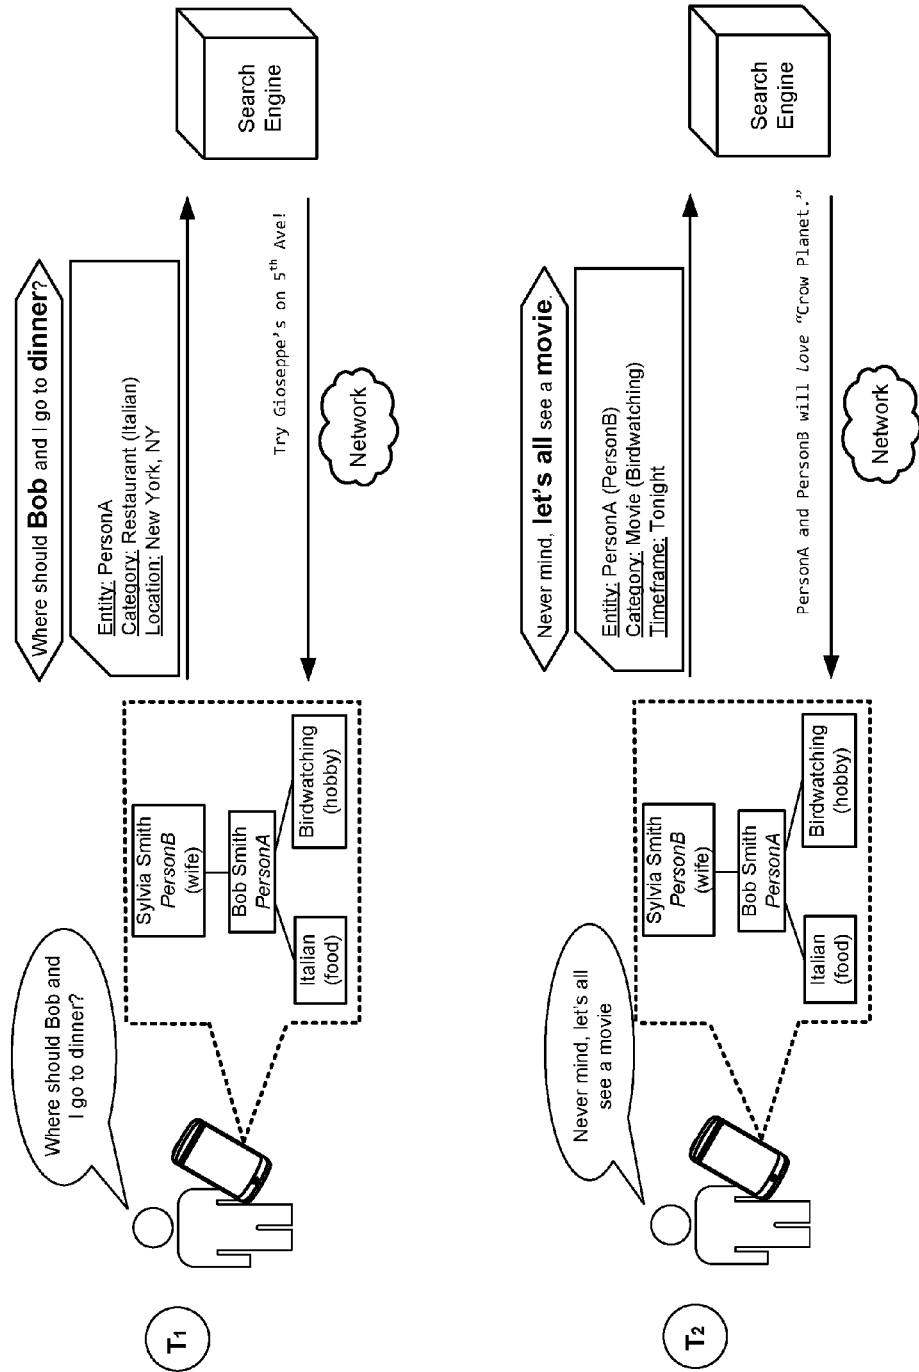 T1
Where should Bob and
I go to dinner?
Sylvia Smith
PersonB
(wife)
Bob Smith
PersonA
Italian
(food)
Birdwatching
(hobby)
Where should Bob and I go to dinner?
Entity: PersonA
Category: Restaurant (Italian)
Location: New York, NY
Try Gioseppe's on 5th Ave!
Network
Search
Engine
T2
Never mind, let's all
see a movie
Sylvia Smith
PersonB
(wife)
Bob Smith
PersonA
Italian
(food)
Birdwatching
(hobby)
Never mind, let's all see a movie.
Entity: PersonA (PersonB)
Category: Movie (Birdwatching)
Timeframe: Tonight
PersonA and PersonB will Love “Crow Planet.”
Network
Search
Engine